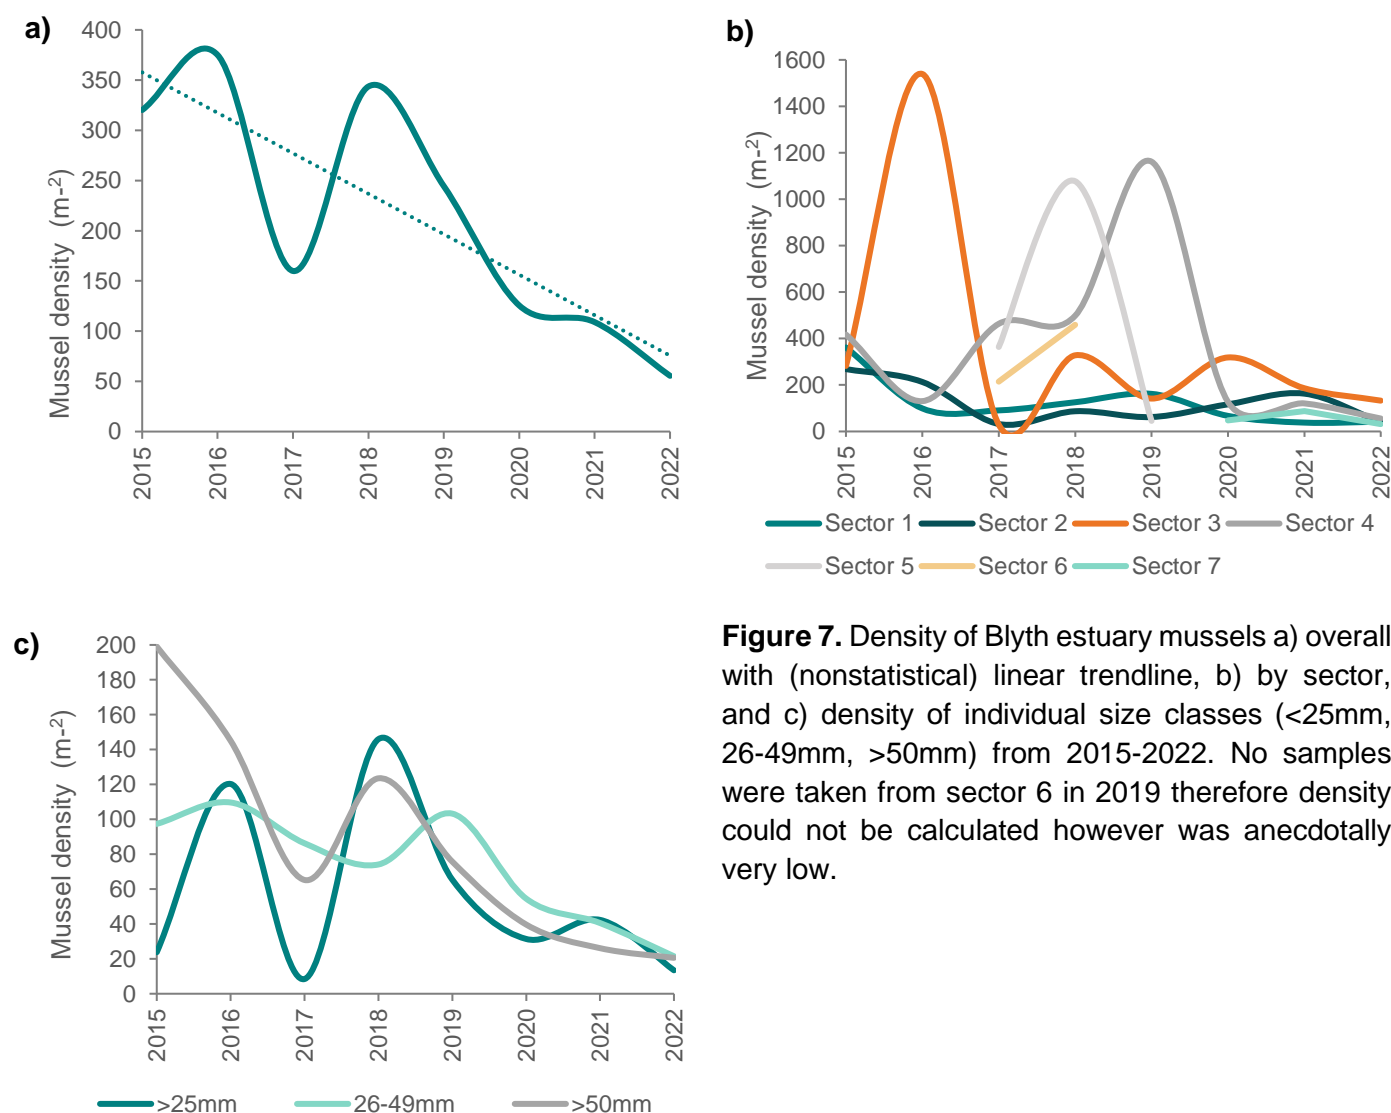 a)
400
350
300
250
200
150
100
50
0
Mussel density (m-2)
2015 2016 2017 2018 2019 2020 2021 2022
b)
1600
1400
1200
1000
800
600
400
200
0
Mussel density (m-2)
2015 2016 2017 2018 2019 2020 2021 2022
Sector 1 Sector 2 Sector 3 Sector 4
Sector 5 Sector 6 Sector 7
c)
200
180
160
140
120
100
80
60
40
20
0
Mussel density (m-2)
2015 2016 2017 2018 2019 2020 2021 2022
>25mm 26-49mm >50mm
Figure 7. Density of Blyth estuary mussels a) overall
with (nonstatistical) linear trendline, b) by sector,
and c) density of individual size classes (<25mm,
26-49mm, >50mm) from 2015-2022. No samples
were taken from sector 6 in 2019 therefore density
could not be calculated however was anecdotally
very low.